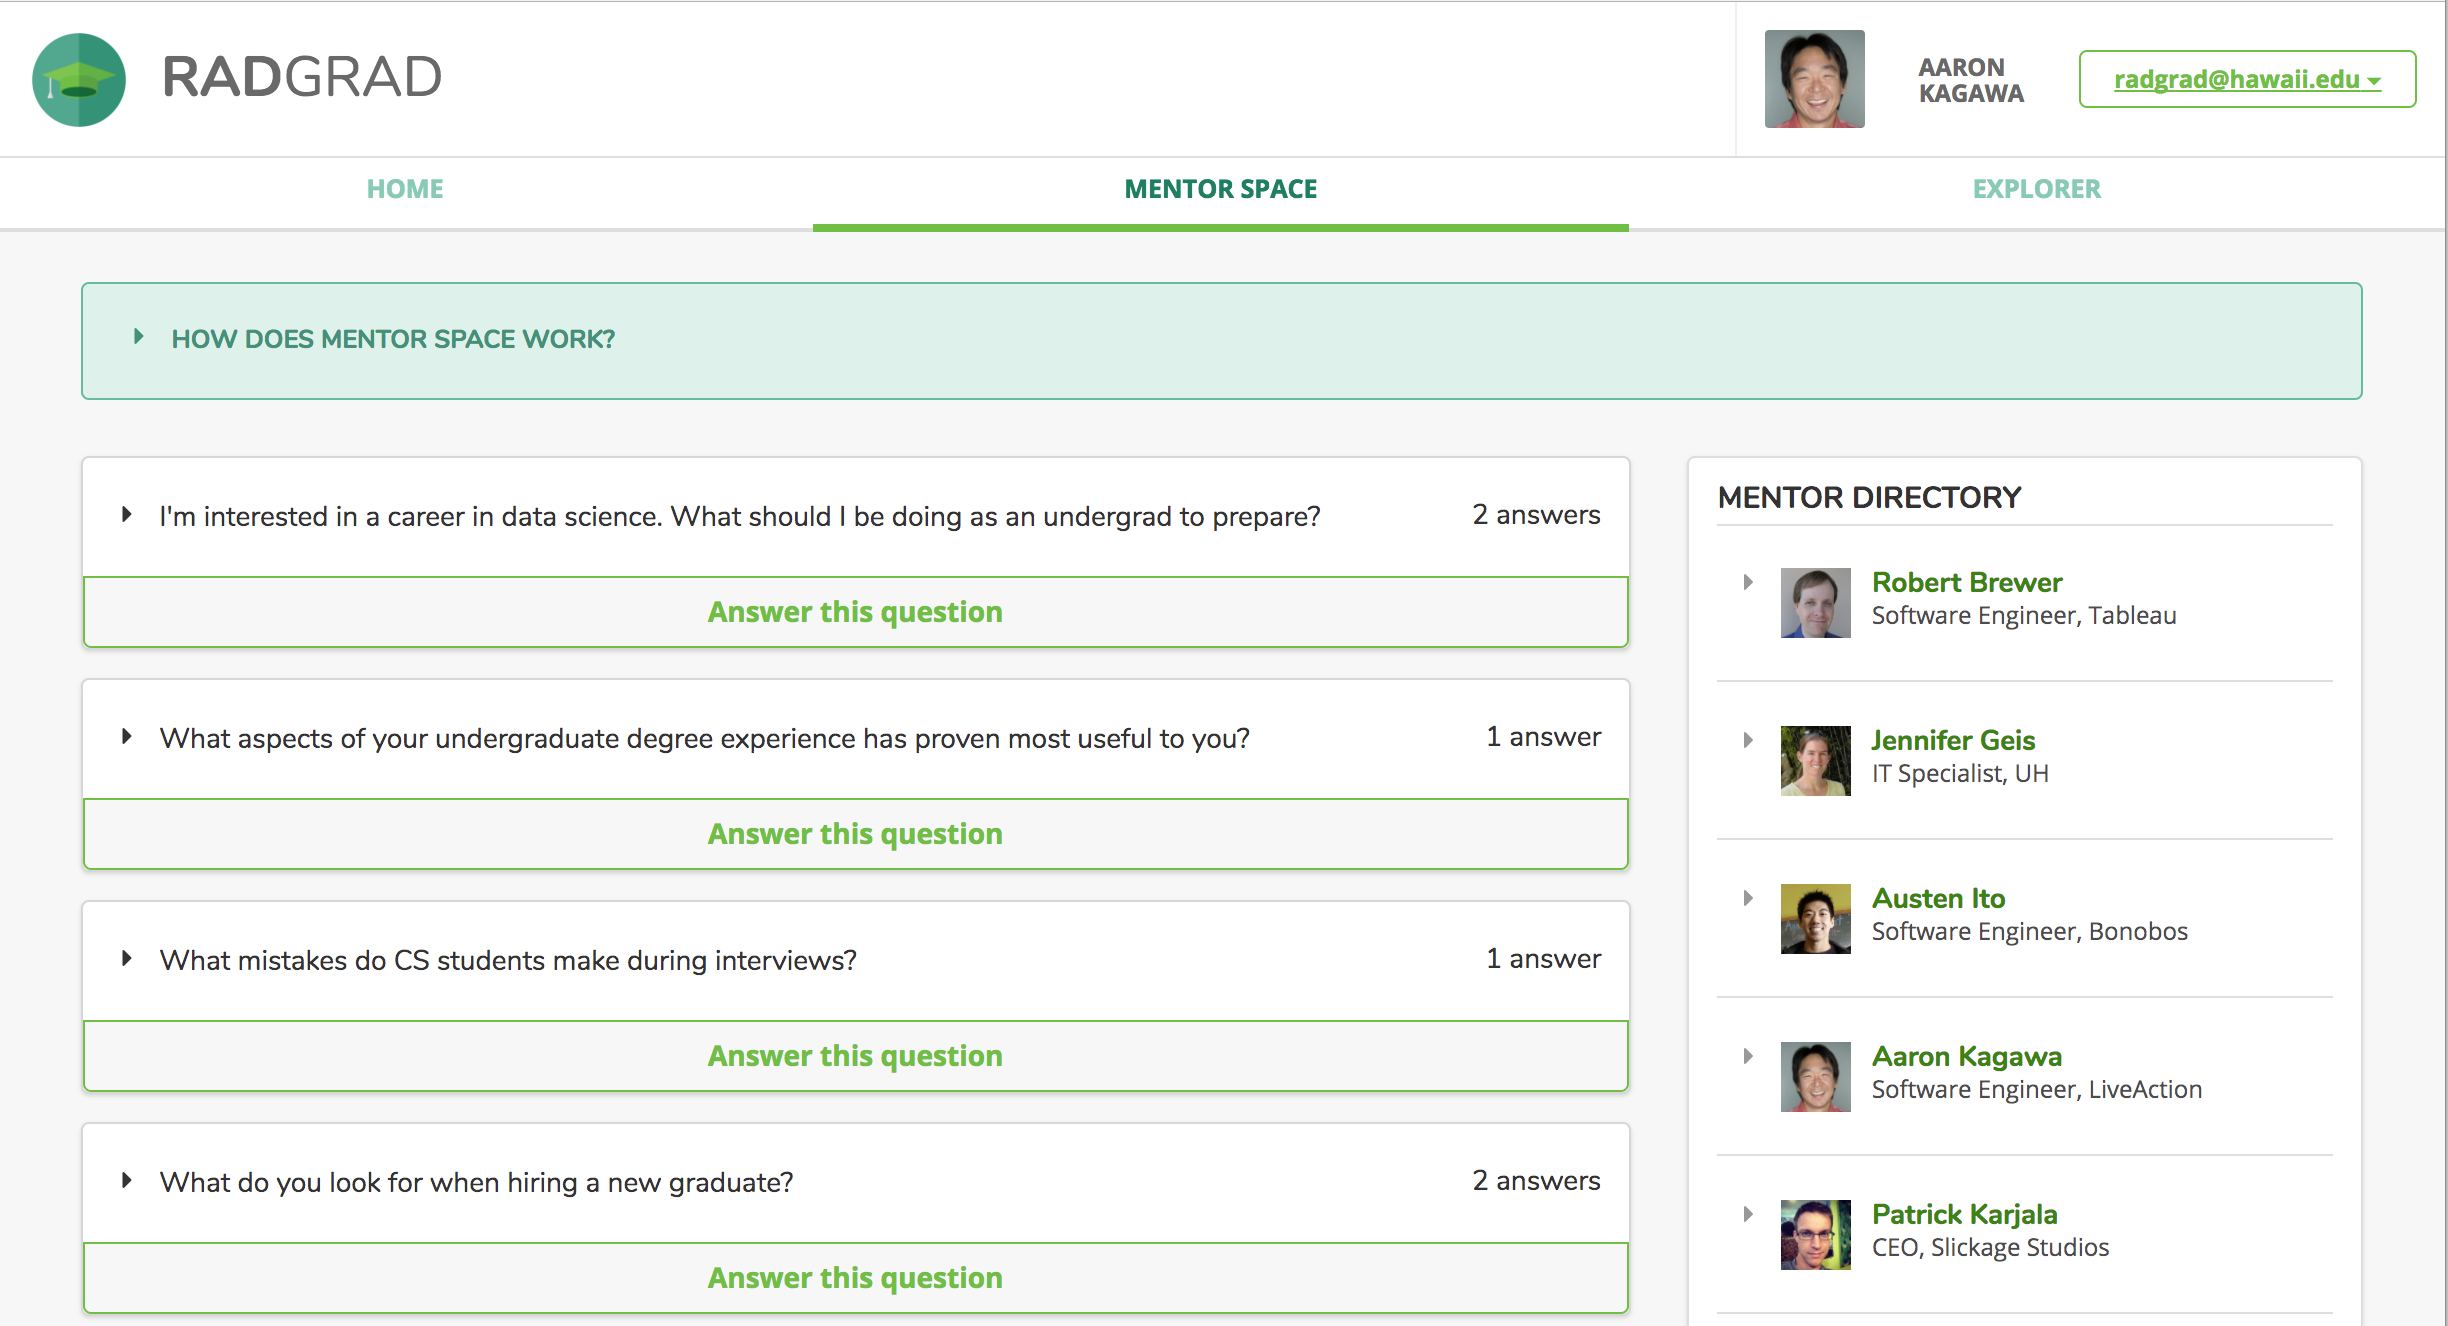 RADGRAD
AARON
KAGAWA
radgrad@hawaii.edu
HOME
MENTOR SPACE
EXPLORER
HOW DOES MENTOR SPACE WORK?
I'm interested in a career in data science. What should I be doing as an undergrad to prepare?
2 answers
Answer this question
What aspects of your undergraduate degree experience has proven most useful to you?
1 answer
Answer this question
What mistakes do CS students make during interviews?
1 answer
Answer this question
What do you look for when hiring a new graduate?
2 answers
Answer this question
MENTOR DIRECTORY
Robert Brewer
Software Engineer, Tableau
Jennifer Geis
IT Specialist, UH
Austen Ito
Software Engineer, Bonobos
Aaron Kagawa
Software Engineer, LiveAction
Patrick Karjala
CEO, Slickage Studios